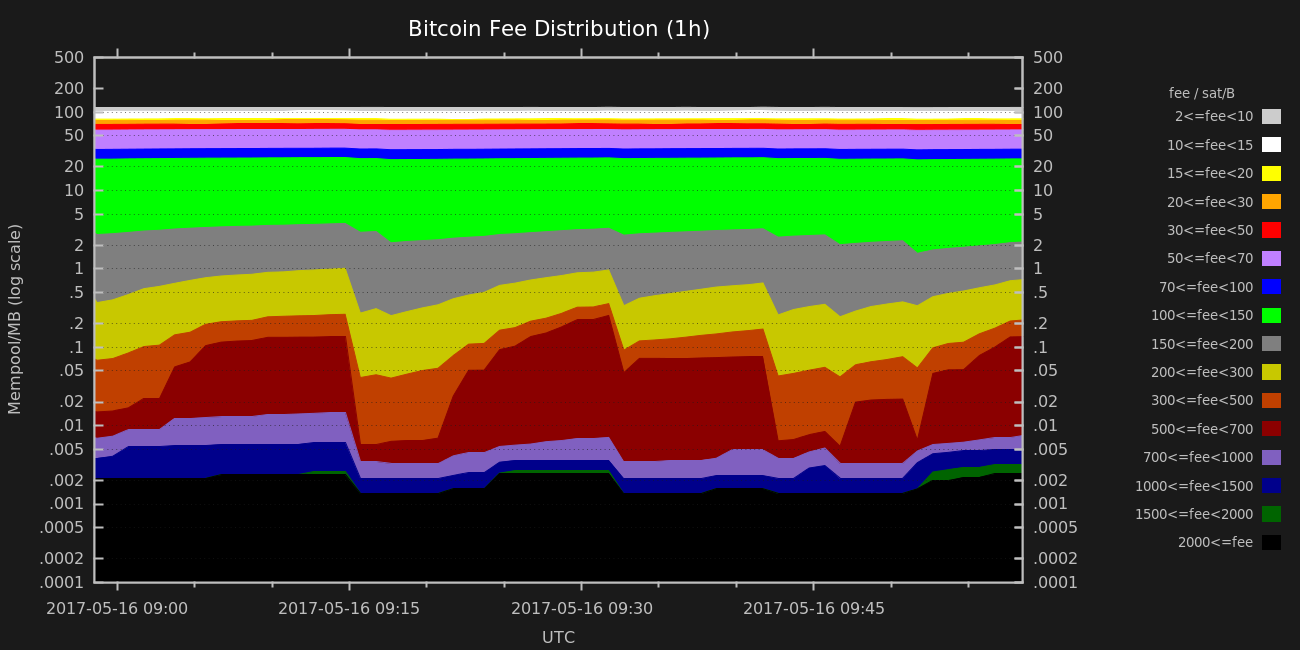 Bitcoin Fee Distribution (1h)
Mempool/MB (log scale)
500
200
100
50
20
10
5
2
1
.5
.2
.1
.05
.02
.01
.005
.002
.001
.0005
.0002
.0001
500
200
100
50
20
10
5
2
1
.5
.2
.1
.05
.02
.01
.005
.002
.001
.0005
.0002
.0001
2017-05-16 09:00
2017-05-16 09:15
2017-05-16 09:30
2017-05-16 09:45
UTC
fee / sat/B
2<=fee<10
10<=fee<15
15<=fee<20
20<=fee<30
30<=fee<50
50<=fee<70
70<=fee<100
100<=fee<150
150<=fee<200
200<=fee<300
300<=fee<500
500<=fee<700
700<=fee<1000
1000<=fee<1500
1500<=fee<2000
2000<=fee